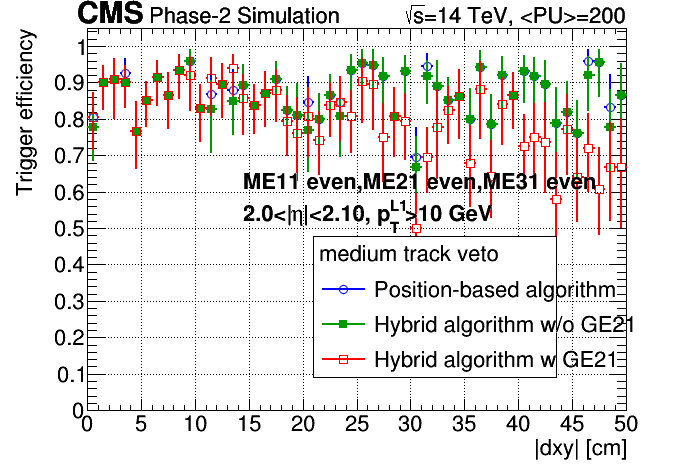 CMS Phase-2 Simulation √s=14 TeV, <PU>=200
Trigger efficiency
1
0.9
0.8
0.7
0.6
0.5
0.4
0.3
0.2
0.1
0
ME11 even,ME21 even,ME31 even
2.0<|η|<2.10, p_T^L1>10 GeV
medium track veto
Position-based algorithm
Hybrid algorithm w/o GE21
Hybrid algorithm w GE21
0 5 10 15 20 25 30 35 40 45 50
|dxy| [cm]